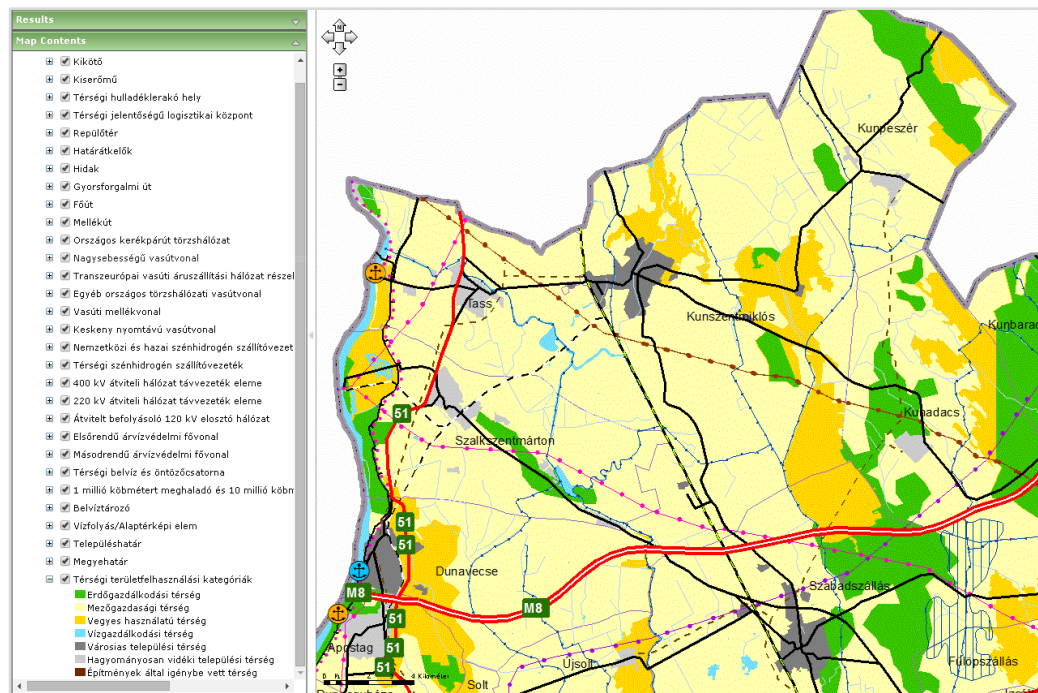 Results
Map Contents
Kikötő
Kiserőmű
Térségi hulladéklerakó hely
Térségi jelentőségű logisztikai központ
Repülőtér
Határátkelők
Hidak
Gyorsforgalmi út
Főút
Mellékút
Országos kerékpárút törzshálózat
Nagysebességű vasútvonal
Transzeurópai vasúti áruszállítási hálózat részei
Egyéb országos törzshálózati vasútvonal
Vasúti mellékvonal
Keskeny nyomtávú vasútvonal
Nemzetközi és hazai szénhidrogén szállítóvezet
Térségi szénhidrogén szállítóvezeték
400 kV átviteli hálózat távvezeték eleme
220 kV átviteli hálózat távvezeték eleme
Átvitelt befolyásoló 120 kV elosztó hálózat
Elsőrendű árvízvédelmi fővonal
Másodrendű árvízvédelmi fővonal
Térségi belvíz és öntözőcsatorna
1 millió köbmétert meghaladó és 10 millió köbm
Belvíztározó
Vízfolyás/Alaptérképi elem
Településhatár
Megyehatár
Térségi területfelhasználási kategóriák
Erdőgazdálkodási térség
Mezőgazdasági térség
Vegyes használatú térség
Vízgazdálkodási térség
Városias települési térség
Hagyományosan vidéki települési térség
Építmények által igénybe vett térség
N
Kunpeszér
Tass
Kunszentmiklós
Kunbarac
51
Kunadacs
Szalkszentmárton
51
51
Dunavecse
M8
M8
Szabadszállás
51
Apostag
51
Újsolt
Fülöpszállás
51
Solt
Kilométer